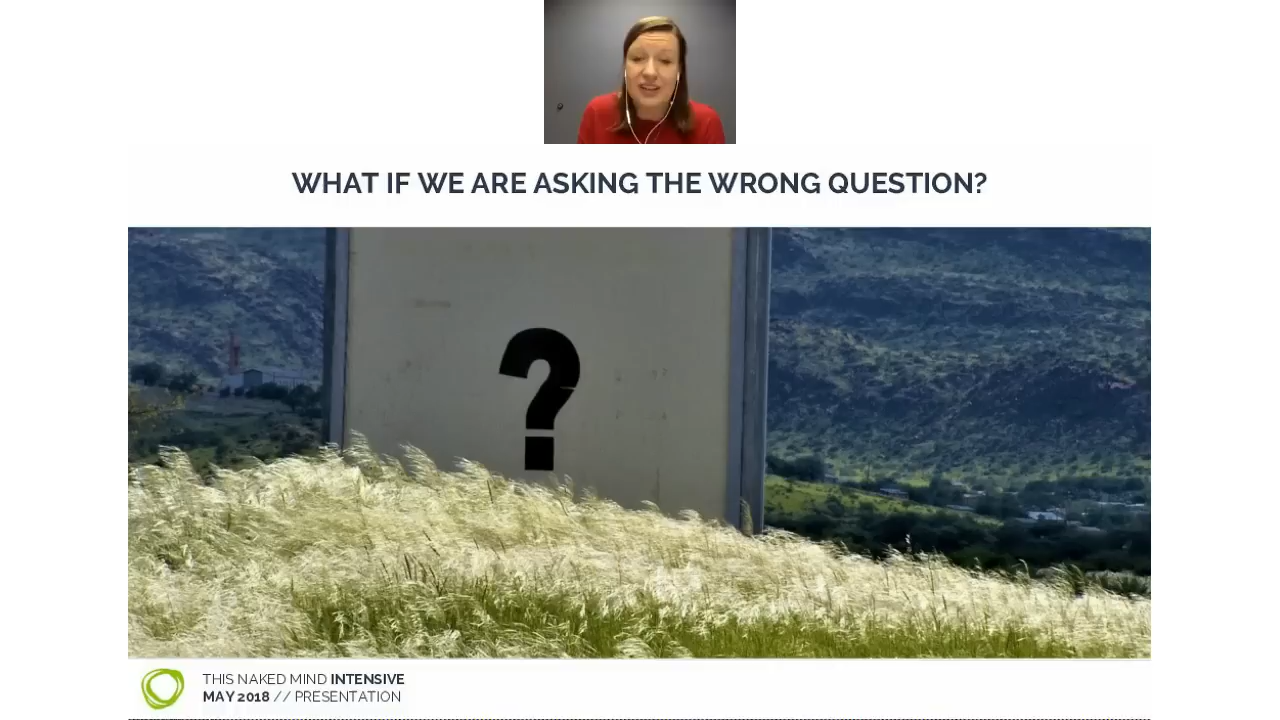 WHAT IF WE ARE ASKING THE WRONG QUESTION?
?
THIS NAKED MIND INTENSIVE
MAY 2018 // PRESENTATION